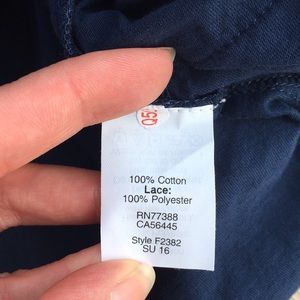 100% Cotton
Lace:
100% Polyester
RN77388
CA56445
Style F2382
SU 16